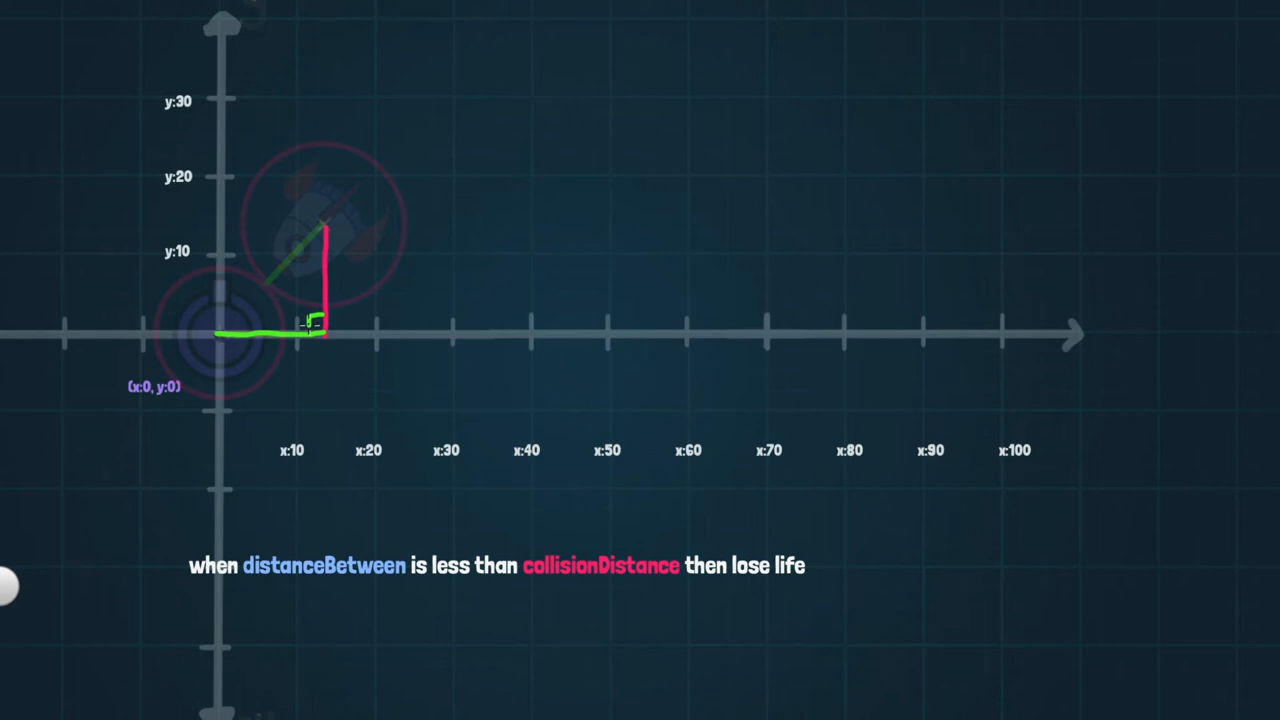 y:30
y:20
y:10
(x:0, y:0)
x:10 x:20 x:30 x:40 x:50 x:60 x:70 x:80 x:90 x:100
when distanceBetween is less than collisionDistance then lose life